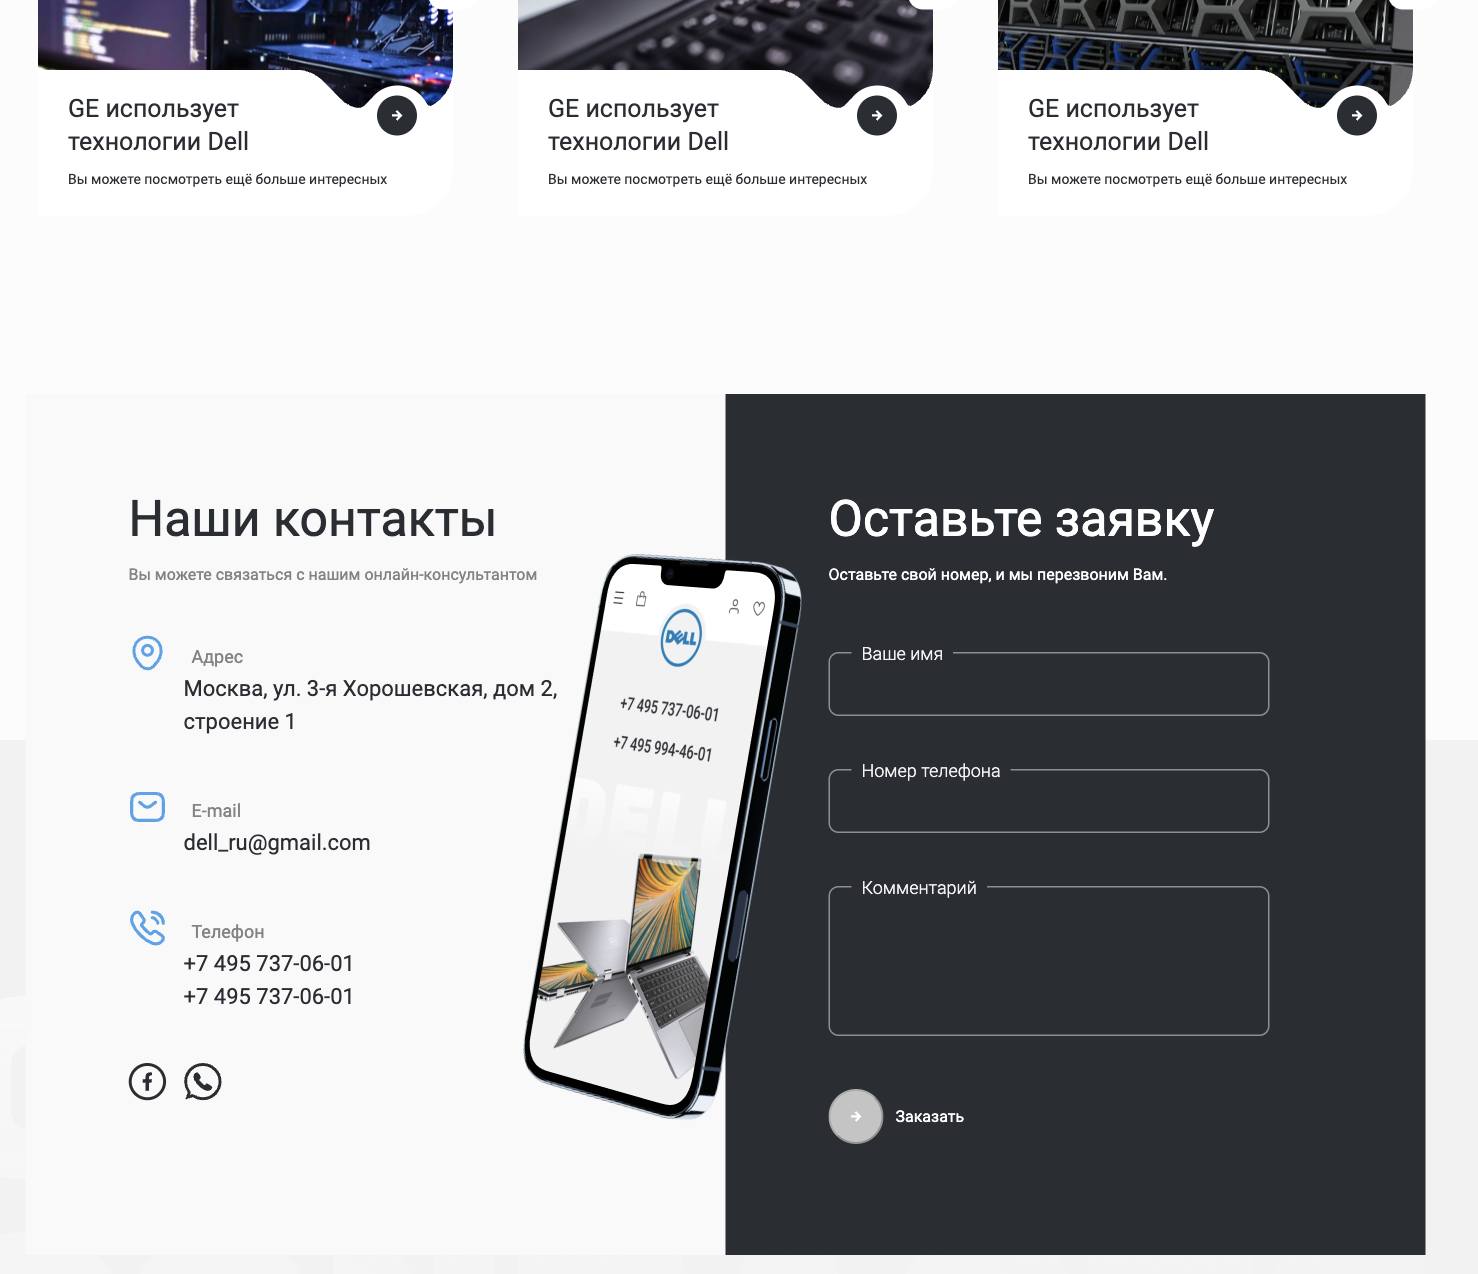 GE использует
технологии Dell
Вы можете посмотреть ещё больше интересных
GE использует
технологии Dell
Вы можете посмотреть ещё больше интересных
GE использует
технологии Dell
Вы можете посмотреть ещё больше интересных
Наши контакты
Вы можете связаться с нашим онлайн-консультантом
Адрес
Москва, ул. 3-я Хорошевская, дом 2,
строение 1
E-mail
dell_ru@gmail.com
Телефон
+7 495 737-06-01
+7 495 737-06-01
DELL
+7 495 737-06-01
+7 495 994-46-01
DELL
Оставьте заявку
Оставьте свой номер, и мы перезвоним Вам.
Ваше имя
Номер телефона
Комментарий
Заказать